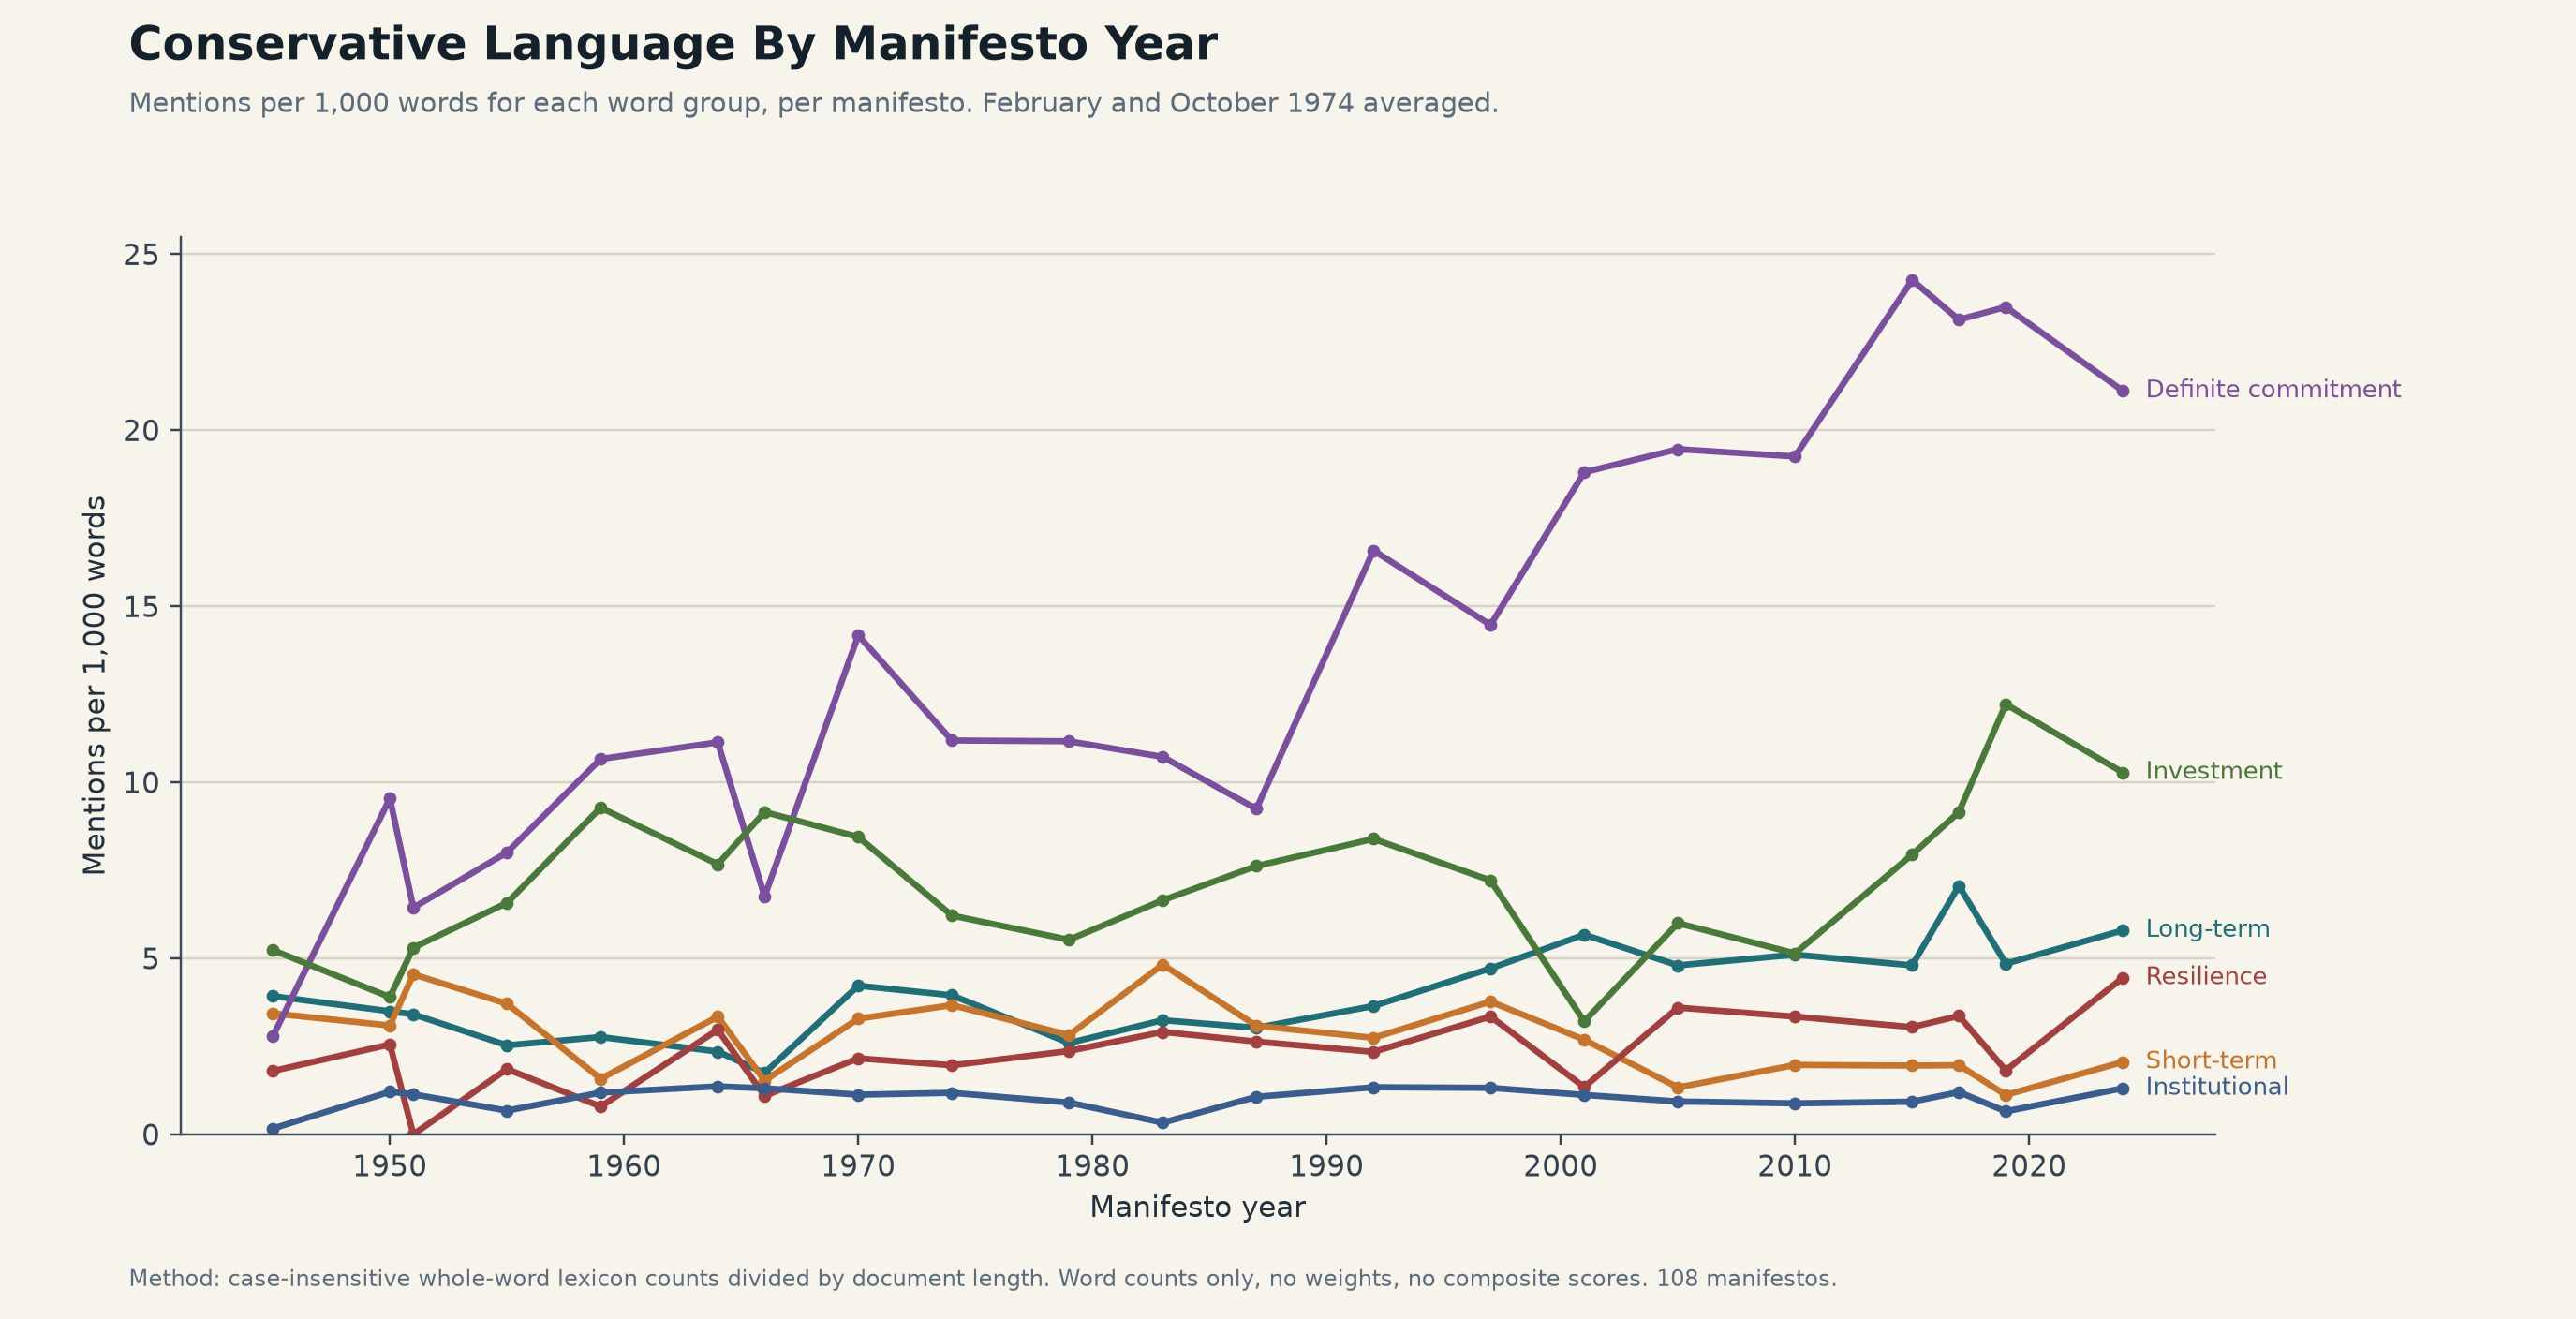 Conservative Language By Manifesto Year
Mentions per 1,000 words for each word group, per manifesto. February and October 1974 averaged.
25
20
15
10
5
0
Mentions per 1,000 words
Definite commitment
Investment
Long-term
Resilience
Short-term
Institutional
1950
1960
1970
1980
1990
2000
2010
2020
Manifesto year
Method: case-insensitive whole-word lexicon counts divided by document length. Word counts only, no weights, no composite scores. 108 manifestos.